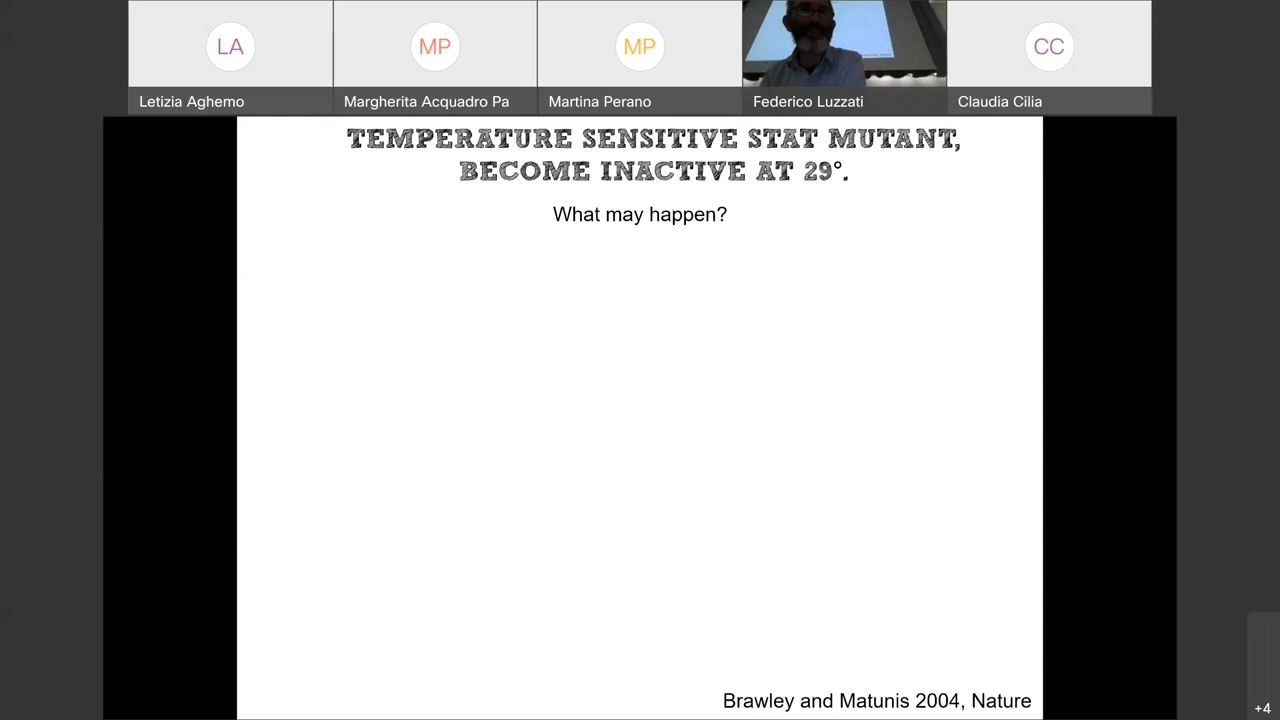 LA
MP
MP
CC
Letizia Aghemo
Margherita Acquadro Pa
Martina Perano
Federico Luzzati
Claudia Cilia
TEMPERATURE SENSITIVE STAT MUTANT,
BECOME INACTIVE AT 29°.
What may happen?
Brawley and Matunis 2004, Nature
+4